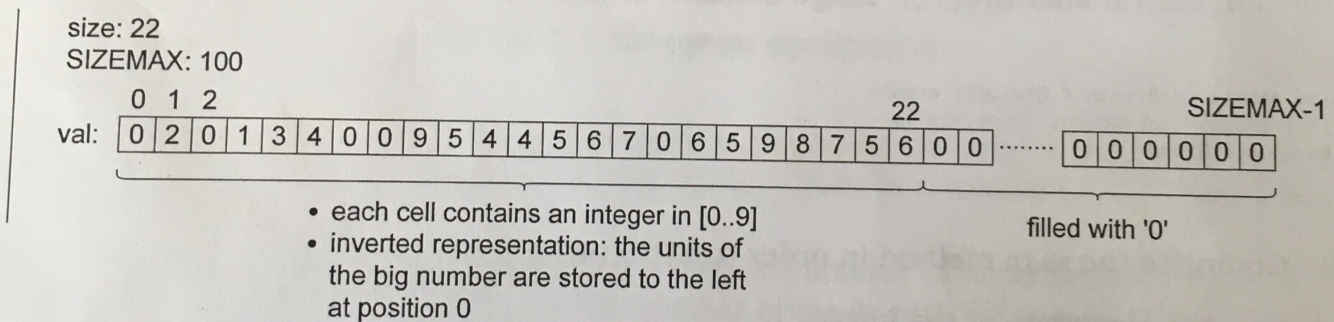 size: 22
SIZEMAX: 100
0 1 2 22 SIZEMAX-1
val: 0 2 0 1 3 4 0 0 9 5 4 4 5 6 7 0 6 5 9 8 7 5 6 0 0 ........ 0 0 0 0 0 0
• each cell contains an integer in [0..9]
• inverted representation: the units of
the big number are stored to the left
at position 0
filled with '0'